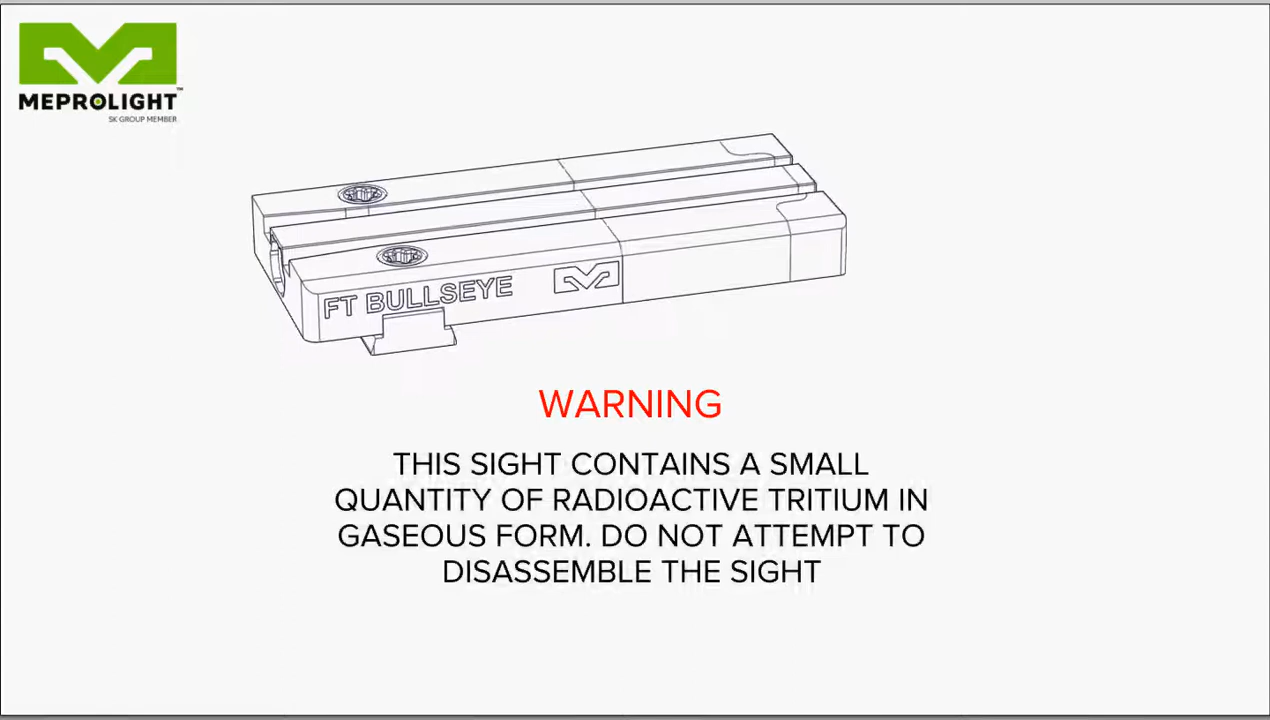 MEPROLIGHT™
SK GROUP MEMBER
FT BULLSEYE
WARNING
THIS SIGHT CONTAINS A SMALL
QUANTITY OF RADIOACTIVE TRITIUM IN
GASEOUS FORM. DO NOT ATTEMPT TO
DISASSEMBLE THE SIGHT